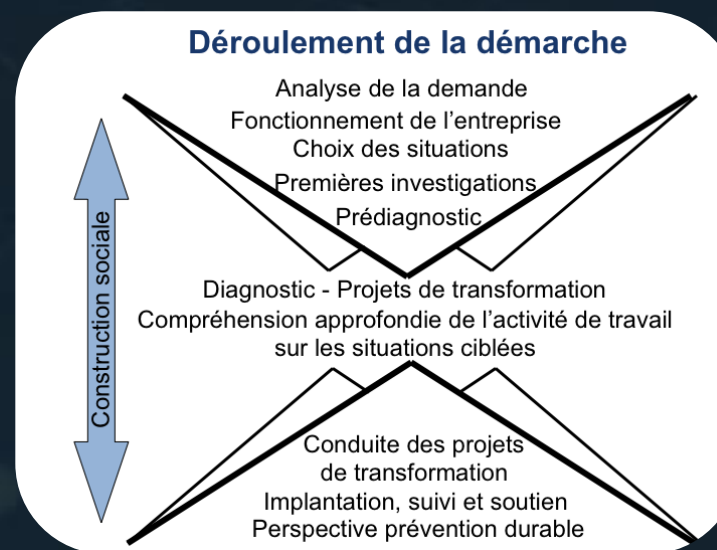 Déroulement de la démarche
Analyse de la demande
Fonctionnement de l'entreprise
Choix des situations
Premières investigations
Prédiagnostic
Construction sociale
Diagnostic - Projets de transformation
Compréhension approfondie de l'activité de travail
sur les situations ciblées
Conduite des projets
de transformation
Implantation, suivi et soutien
Perspective prévention durable